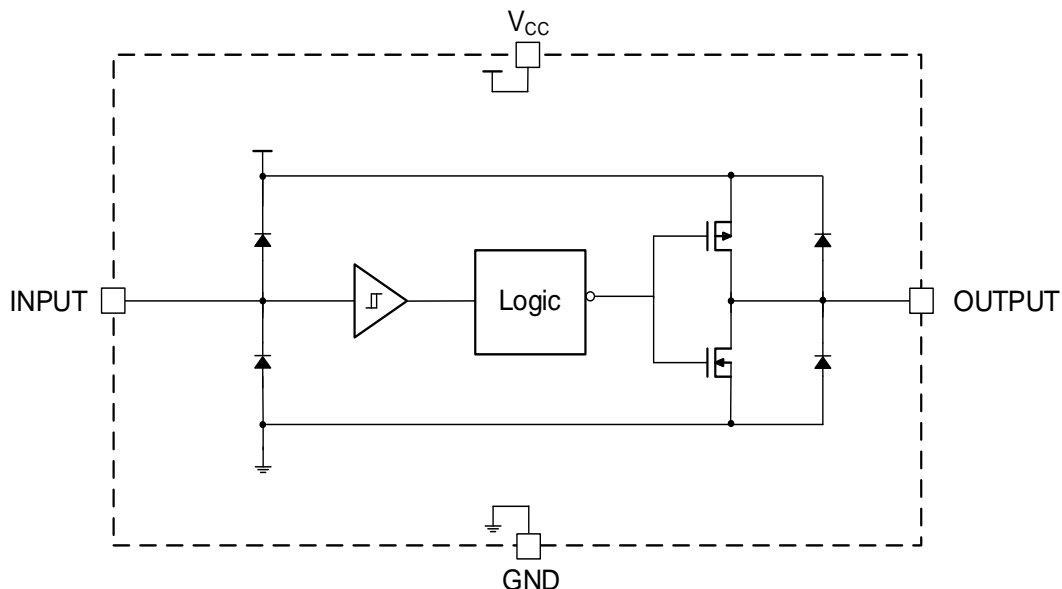 V_CC
INPUT
Logic
OUTPUT
GND